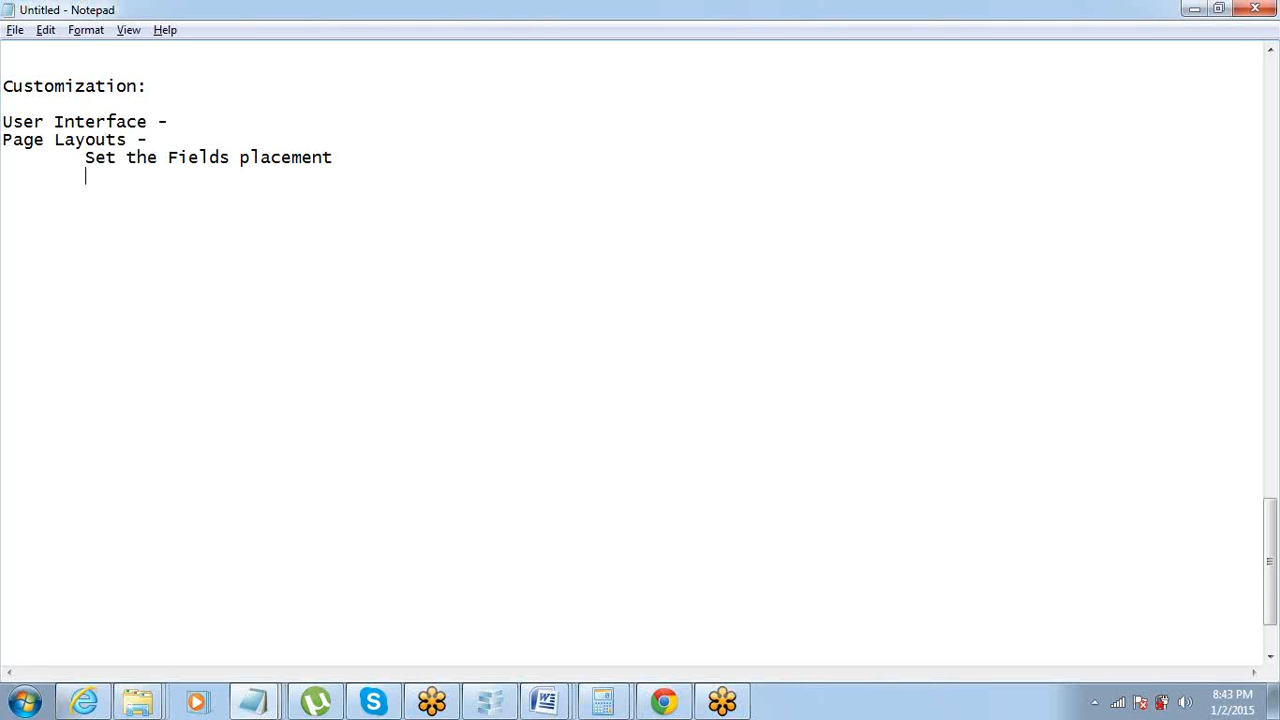 Untitled - Notepad
File Edit Format View Help
Customization:
User Interface -
Page Layouts -
Set the Fields placement
8:43 PM
1/2/2015